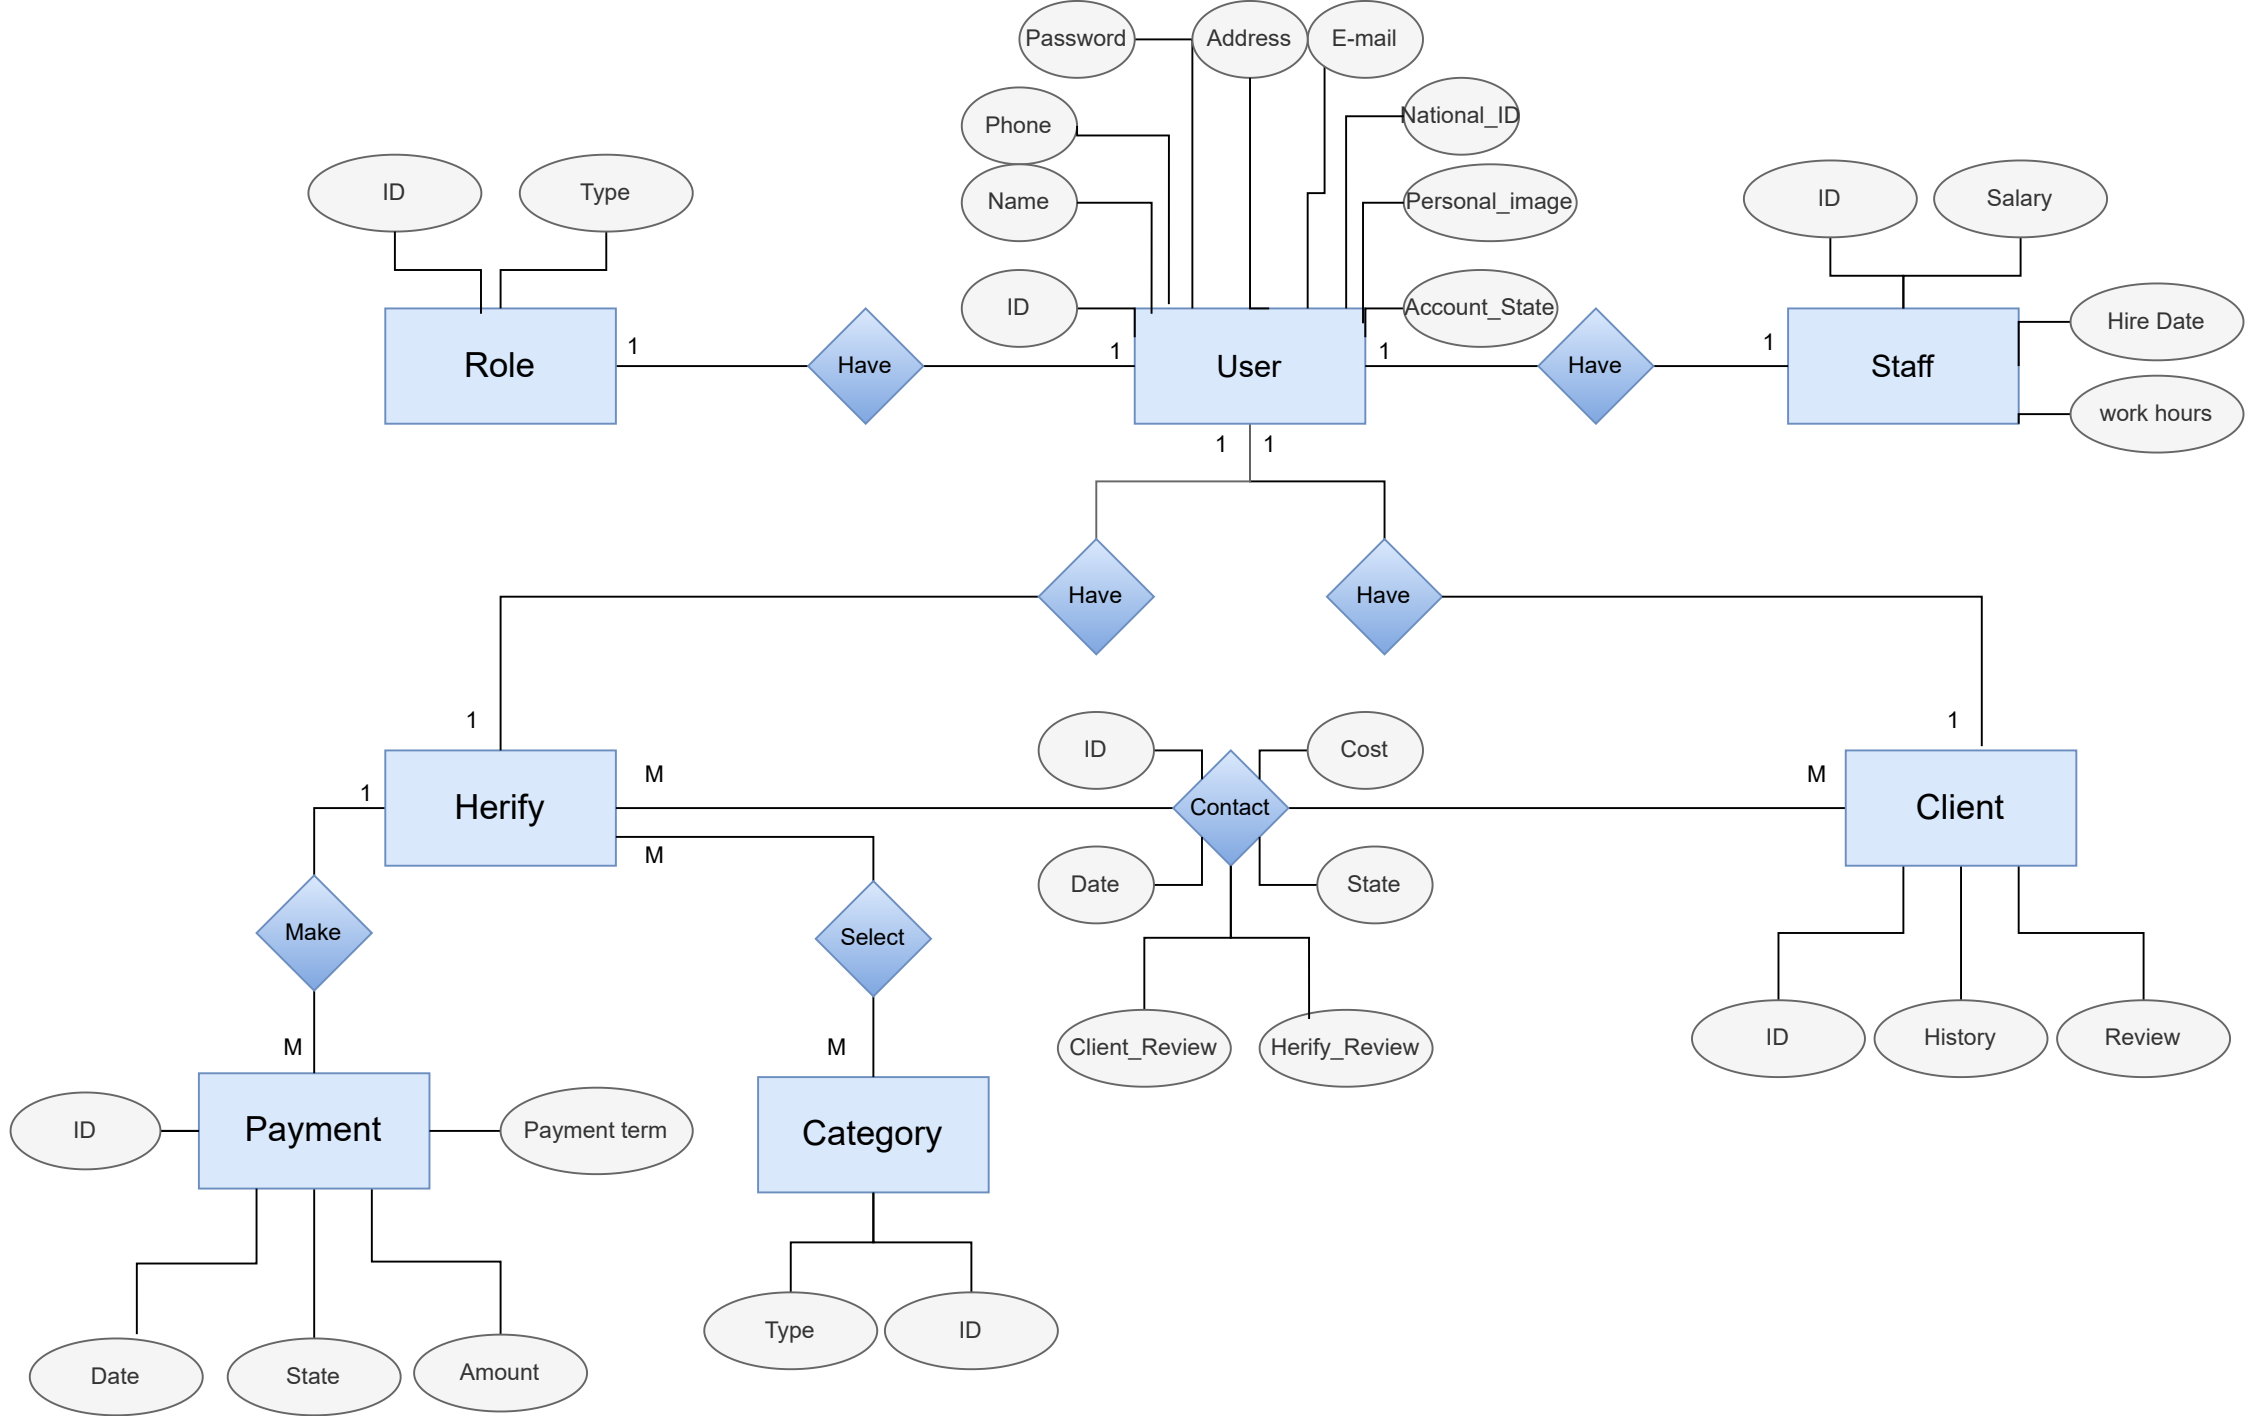 Password
Address
E-mail
National_ID
Phone
ID
Type
Name
Personal_image
ID
Salary
ID
Account_State
Hire Date
Role
1
Have
1
User
1
Have
1
Staff
work hours
1
1
Have
Have
1
1
ID
Cost
M
M
1
Herify
Contact
Client
M
Date
State
Make
Select
M
M
Client_Review
Herify_Review
ID
History
Review
ID
Payment
Payment term
Category
Type
ID
Date
State
Amount